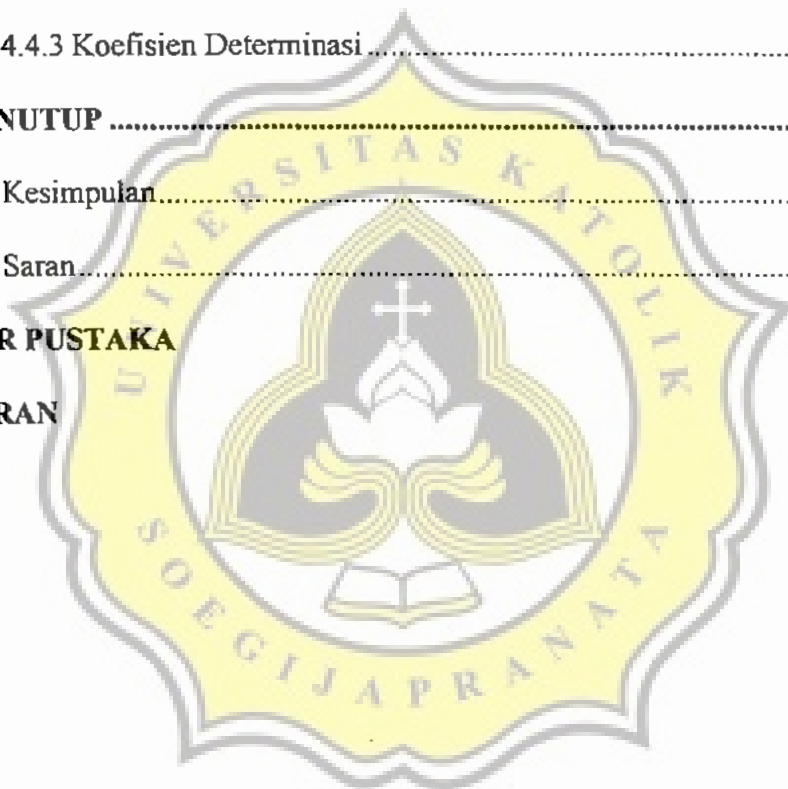 4.4.3 Koefisien Determinasi
NUTUP
Kesimpulan
Saran
R PUSTAKA
RAN
UNIVERSITAS KATOLIK
SOEGIJAPRANATA